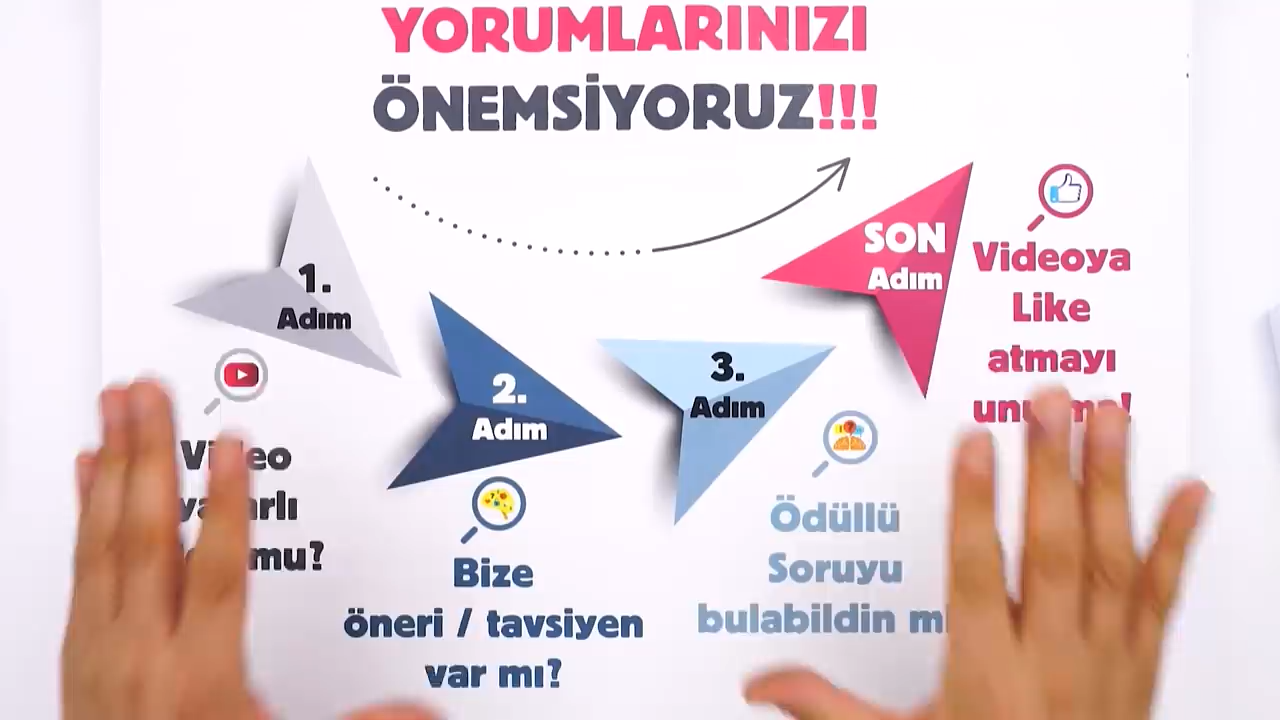 YORUMLARINIZI
ÖNEMSİYORUZ!!!
1.
Adım
2.
Adım
Bize
öneri / tavsiyen
var mı?
3.
Adım
Ödüllü
Soruyu
bulabildin
SON
Adım
Videoya
Like
atmayı